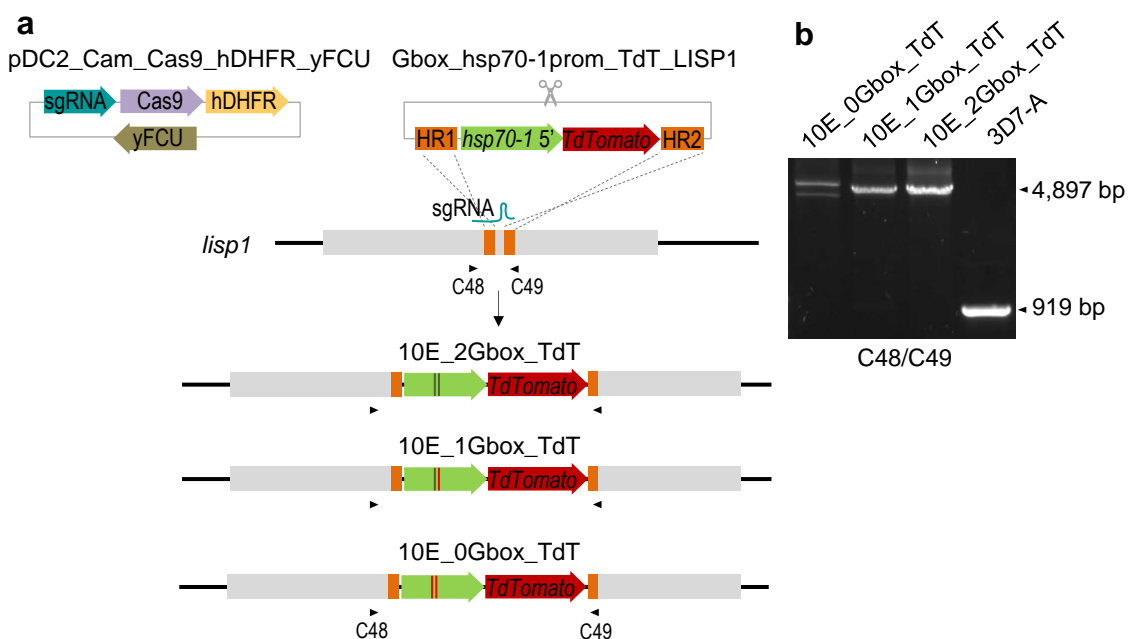 a
pDC2_Cam_Cas9_hDHFR_yFCU
Gbox_hsp70-1prom_TdT_LISP1
sgRNA Cas9 hDHFR
yFCU
HR1 hsp70-1 5’ TdTomato HR2
sgRNA
lisp1
C48 C49
10E_2Gbox_TdT
TdTomato
10E_1Gbox_TdT
TdTomato
10E_0Gbox_TdT
TdTomato
C48 C49
b
10E_0Gbox_TdT
10E_1Gbox_TdT
10E_2Gbox_TdT
3D7-A
4,897 bp
919 bp
C48/C49